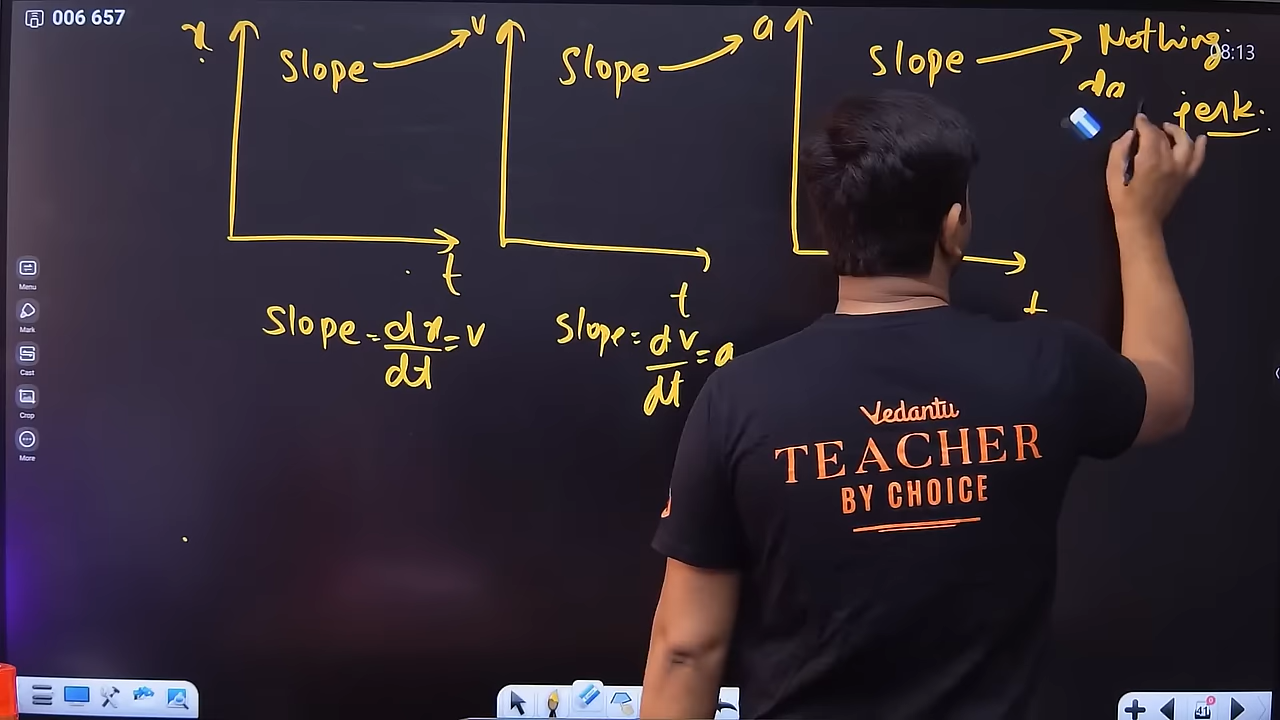 006 657
x Slope v Slope a Slope Nothing
08:13
da jerk.
t t t
Slope = dx/dt = v Slope = dv/dt = a
Menu
Mark
Cast
Crop
More
Vedantu
TEACHER
BY CHOICE
41